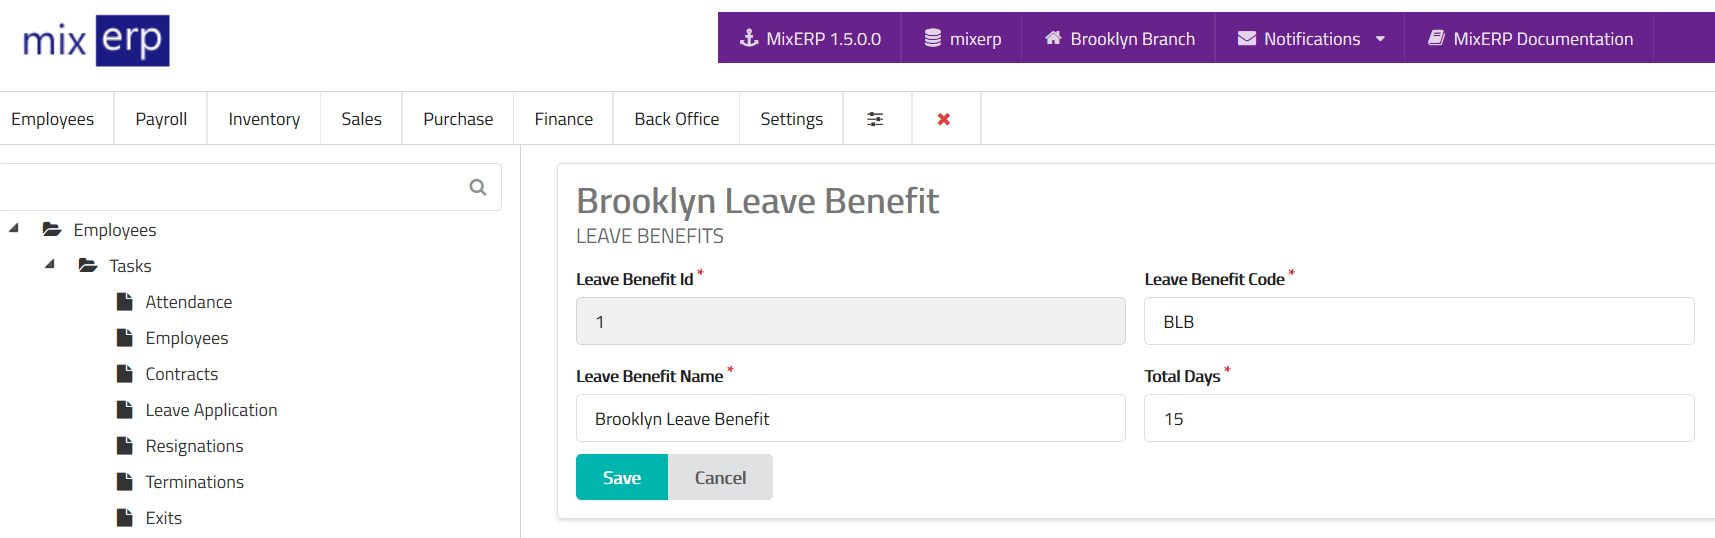 mix erp
MixERP 1.5.0.0 mixerp Brooklyn Branch Notifications MixERP Documentation
Employees Payroll Inventory Sales Purchase Finance Back Office Settings
Employees
Tasks
Attendance
Employees
Contracts
Leave Application
Resignations
Terminations
Exits
Brooklyn Leave Benefit
LEAVE BENEFITS
Leave Benefit Id * Leave Benefit Code *
1 BLB
Leave Benefit Name * Total Days *
Brooklyn Leave Benefit 15
Save Cancel